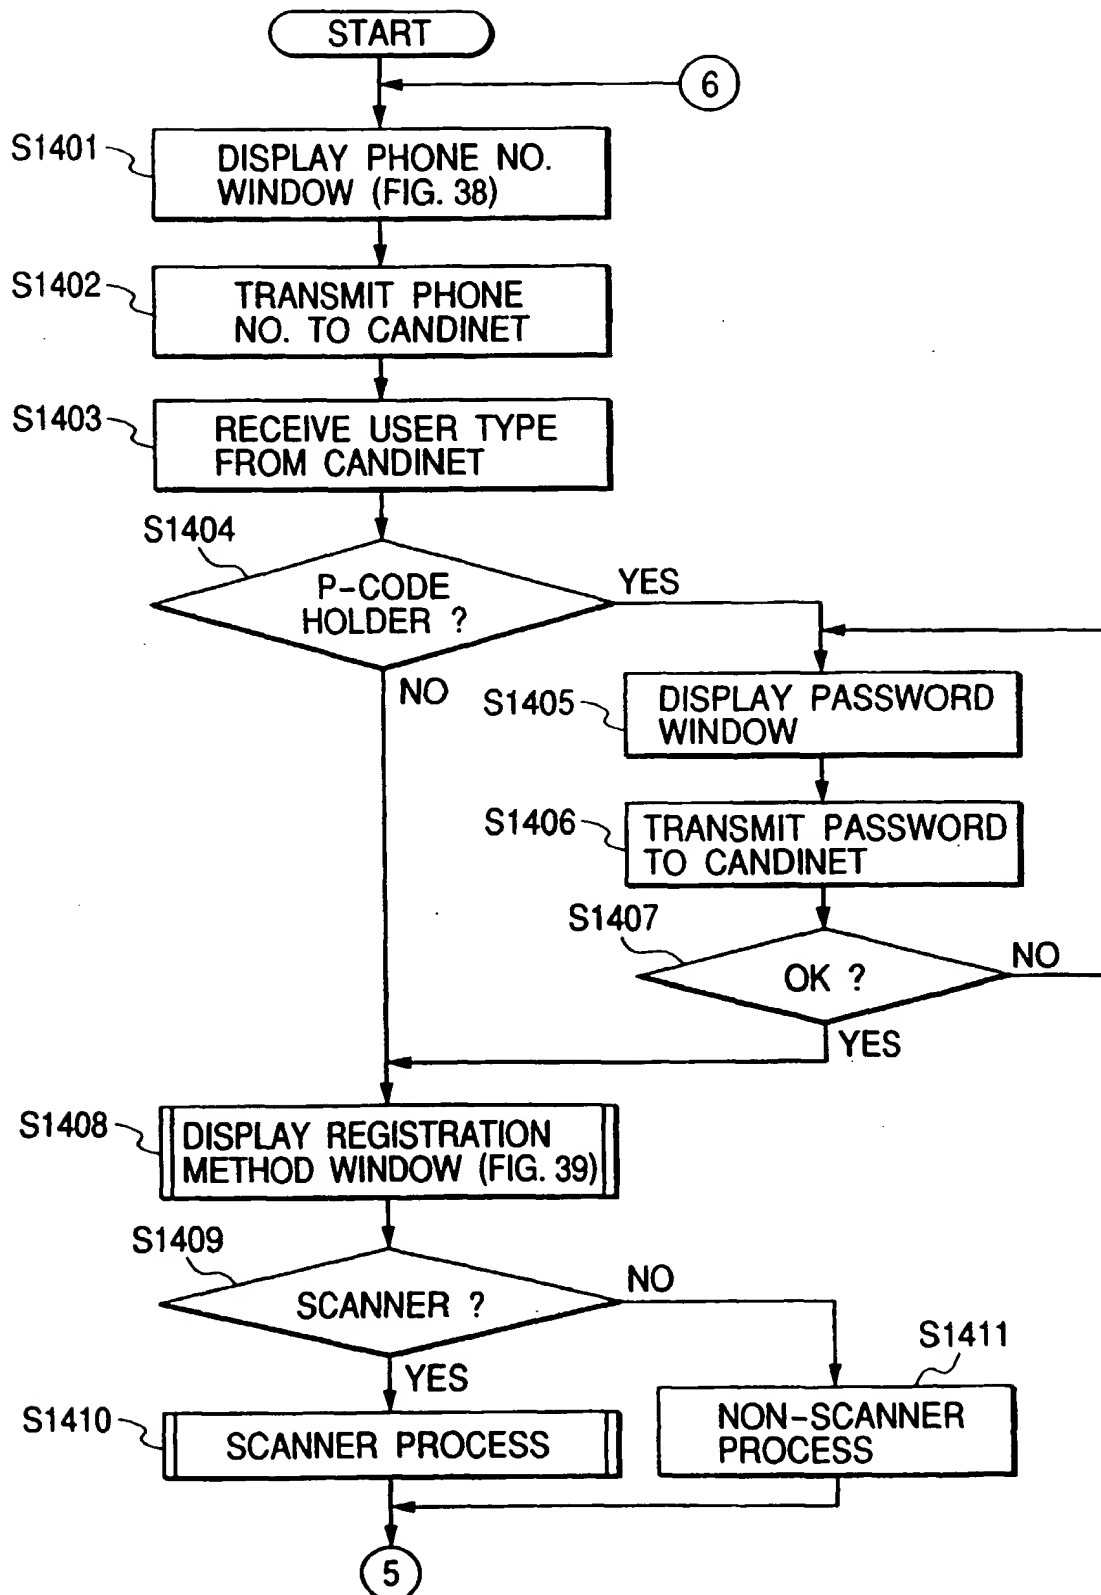 START
6
S1401
DISPLAY PHONE NO.
WINDOW (FIG. 38)
S1402
TRANSMIT PHONE
NO. TO CANDINET
S1403
RECEIVE USER TYPE
FROM CANDINET
S1404
P-CODE
HOLDER ?
YES
NO
S1405
DISPLAY PASSWORD
WINDOW
S1406
TRANSMIT PASSWORD
TO CANDINET
S1407
OK ?
NO
YES
S1408
DISPLAY REGISTRATION
METHOD WINDOW (FIG. 39)
S1409
SCANNER ?
NO
YES
S1411
S1410
SCANNER PROCESS
NON-SCANNER
PROCESS
5